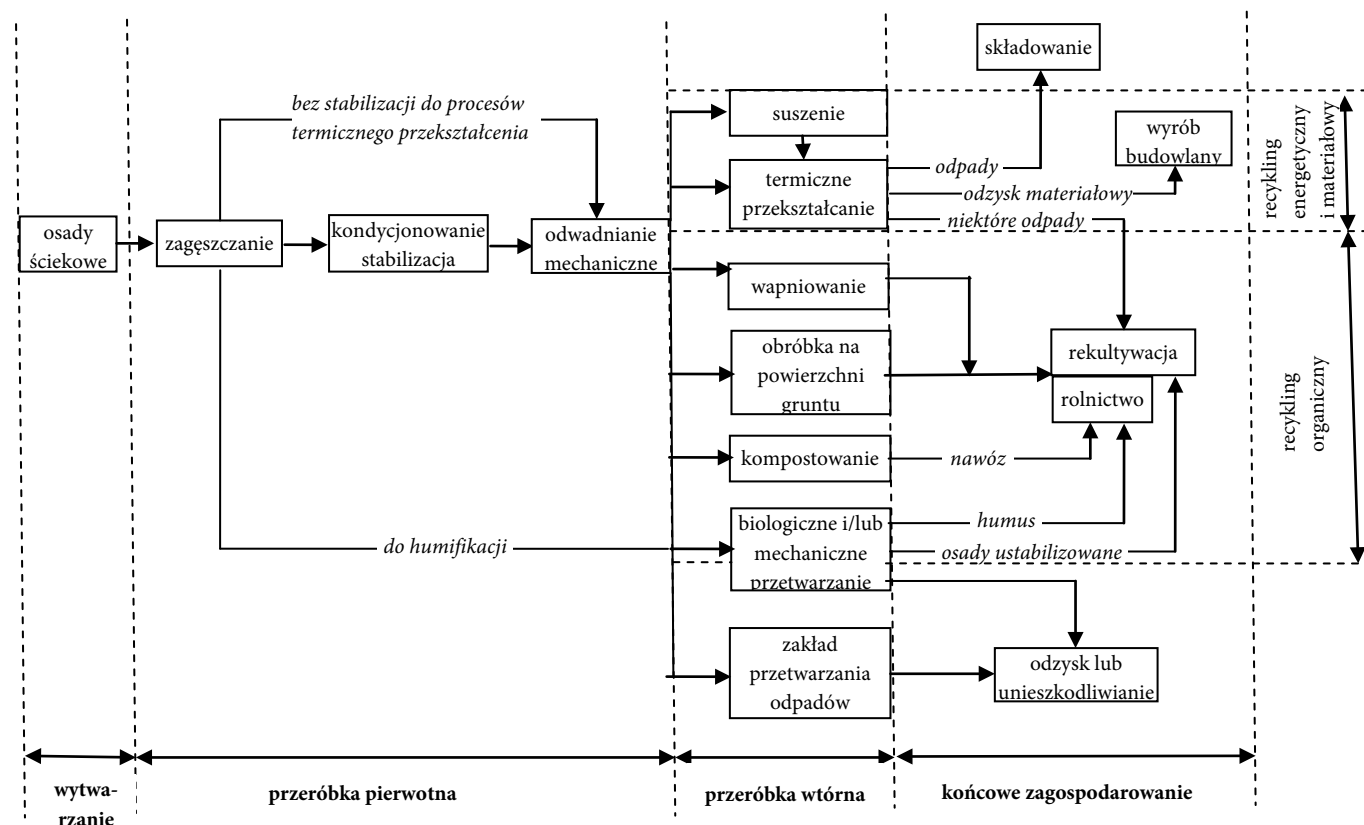 składowanie
bez stabilizacji do procesów
termicznego przekształcenia
suszenie
wyrób
budowlany
recykling
energetyczny
i materiałowy
termiczne
przekształcanie
odpady
odzysk materiałowy
niektóre odpady
osady
ściekowe
zagęszczanie
kondycjonowanie
stabilizacja
odwadnianie
mechaniczne
wapniowanie
obróbka na
powierzchni
gruntu
rekultywacja
rolnictwo
recykling
organiczny
kompostowanie
nawóz
do humifikacji
biologiczne i/lub
mechaniczne
przetwarzanie
humus
osady ustabilizowane
zakład
przetwarzania
odpadów
odzysk lub
unieszkodliwianie
wytwa-
rzanie
przeróbka pierwotna
przeróbka wtórna
końcowe zagospodarowanie